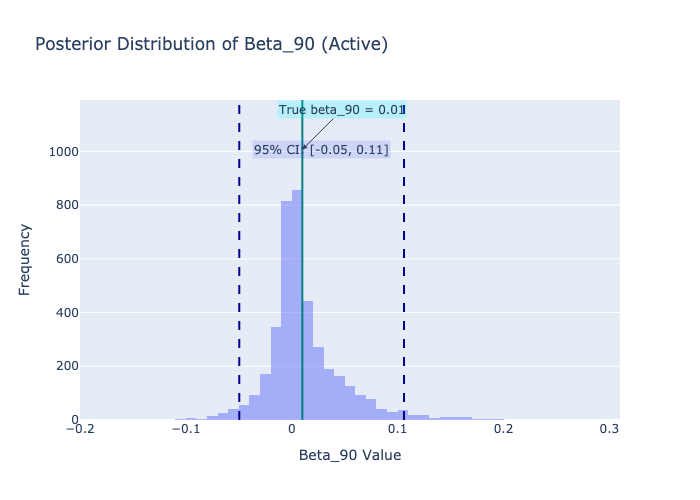 Posterior Distribution of Beta_90 (Active)
True beta_90 = 0.01
95% CI: [-0.05, 0.11]
1000
800
600
400
200
0
Frequency
−0.2
−0.1
0
0.1
0.2
0.3
Beta_90 Value